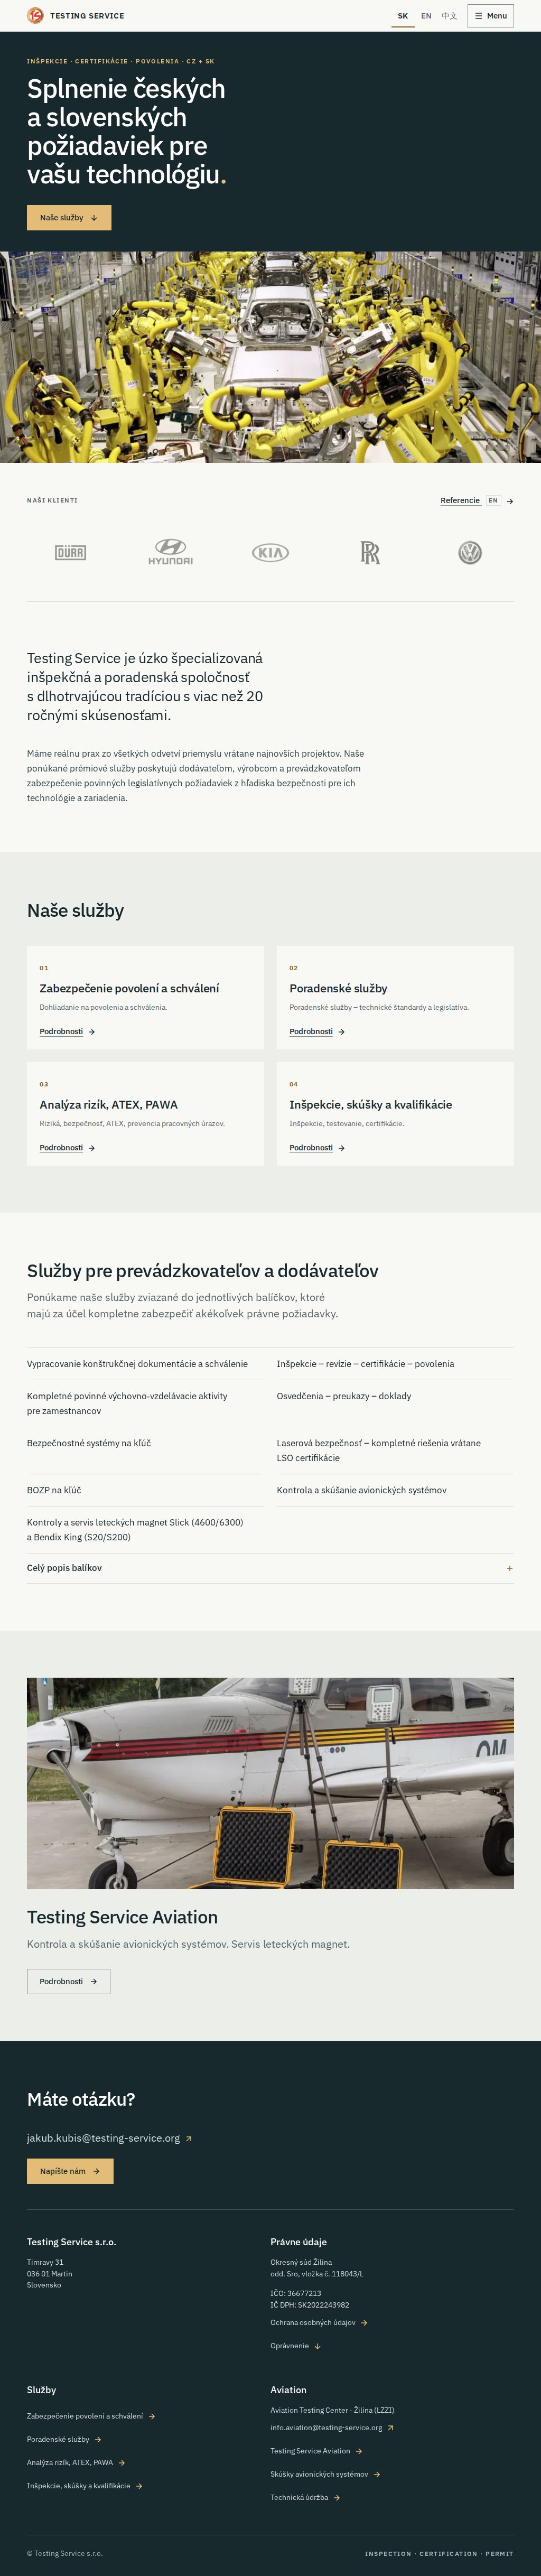 TESTING SERVICE
SK EN 中文 Menu
INŠPEKCIE · CERTIFIKÁCIE · POVOLENIA · CZ + SK
Splnenie českých
a slovenských
požiadaviek pre
vašu technológiu.
Naše služby
NAŠI KLIENTI
Referencie EN
DÜRR
HYUNDAI
KIA
RR
VW
Testing Service je úzko špecializovaná
inšpekčná a poradenská spoločnosť
s dlhotrvajúcou tradíciou s viac než 20
ročnými skúsenosťami.
Máme reálnu prax zo všetkých odvetví priemyslu vrátane najnovších projektov. Naše
ponúkané prémiové služby poskytujú dodávateľom, výrobcom a prevádzkovateľom
zabezpečenie povinných legislatívnych požiadaviek z hľadiska bezpečnosti pre ich
technológie a zariadenia.
Naše služby
01
Zabezpečenie povolení a schválení
Dohliadanie na povolenia a schválenia.
Podrobnosti
02
Poradenské služby
Poradenské služby – technické štandardy a legislatíva.
Podrobnosti
03
Analýza rizík, ATEX, PAWA
Riziká, bezpečnosť, ATEX, prevencia pracovných úrazov.
Podrobnosti
04
Inšpekcie, skúšky a kvalifikácie
Inšpekcie, testovanie, certifikácie.
Podrobnosti
Služby pre prevádzkovateľov a dodávateľov
Ponúkame naše služby zviazané do jednotlivých balíčkov, ktoré
majú za účel kompletne zabezpečiť akékoľvek právne požiadavky.
Vypracovanie konštrukčnej dokumentácie a schválenie
Inšpekcie – revízie – certifikácie – povolenia
Kompletné povinné výchovno-vzdelávacie aktivity
pre zamestnancov
Osvedčenia – preukazy – doklady
Bezpečnostné systémy na kľúč
Laserová bezpečnosť – kompletné riešenia vrátane
LSO certifikácie
BOZP na kľúč
Kontrola a skúšanie avionických systémov
Kontroly a servis leteckých magnet Slick (4600/6300)
a Bendix King (S20/S200)
Celý popis balíkov +
OM
Testing Service Aviation
Kontrola a skúšanie avionických systémov. Servis leteckých magnet.
Podrobnosti
Máte otázku?
jakub.kubis@testing-service.org
Napíšte nám
Testing Service s.r.o.
Timravy 31
036 01 Martin
Slovensko
Právne údaje
Okresný súd Žilina
odd. Sro, vložka č. 118043/L
IČO: 36677213
IČ DPH: SK2022243982
Ochrana osobných údajov
Oprávnenie
Služby
Zabezpečenie povolení a schválení
Poradenské služby
Analýza rizík, ATEX, PAWA
Inšpekcie, skúšky a kvalifikácie
Aviation
Aviation Testing Center · Žilina (LZZI)
info.aviation@testing-service.org
Testing Service Aviation
Skúšky avionických systémov
Technická údržba
© Testing Service s.r.o.
INSPECTION · CERTIFICATION · PERMIT